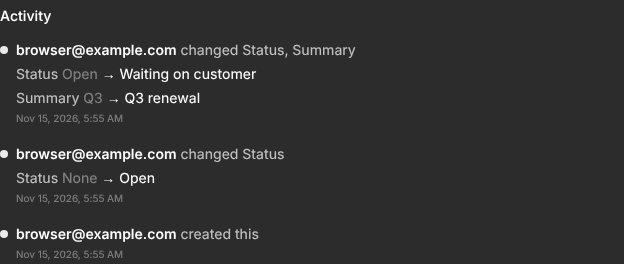 Activity
browser@example.com changed Status, Summary
Status Open → Waiting on customer
Summary Q3 → Q3 renewal
Nov 15, 2026, 5:55 AM
browser@example.com changed Status
Status None → Open
Nov 15, 2026, 5:55 AM
browser@example.com created this
Nov 15, 2026, 5:55 AM